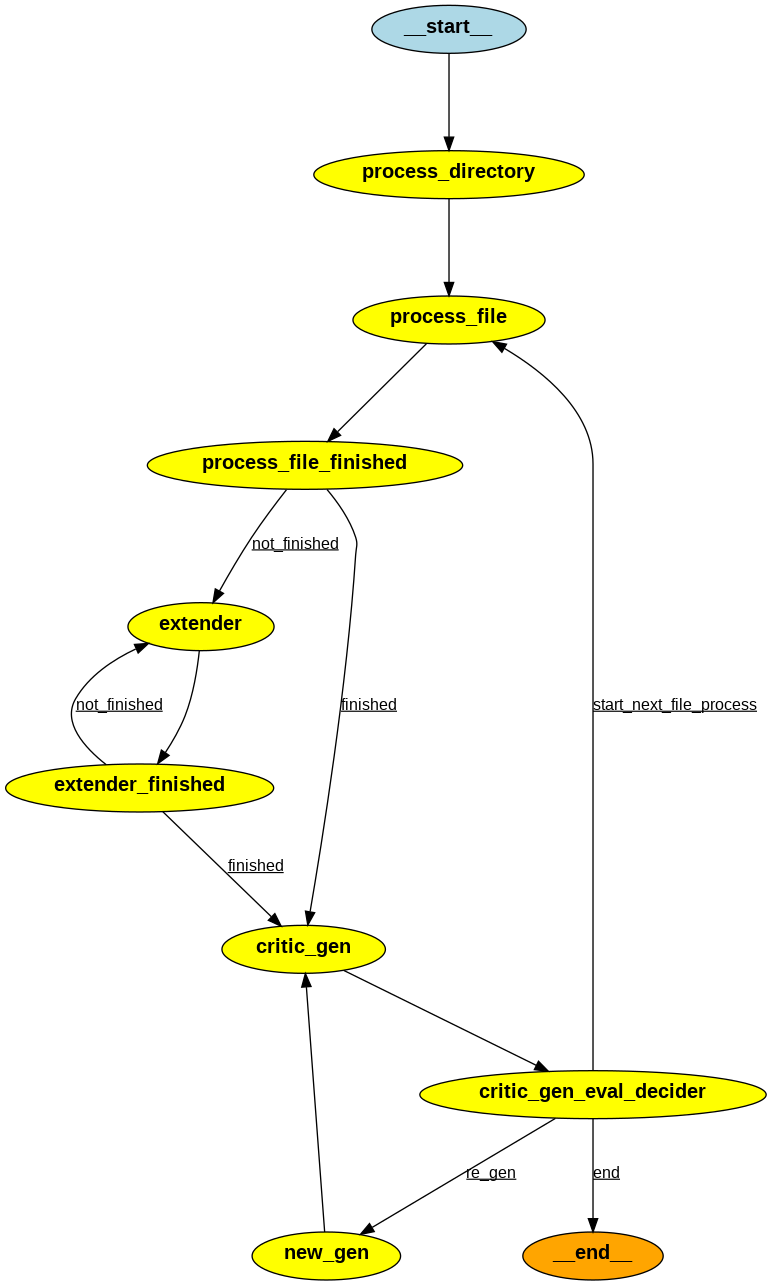 __start__
process_directory
process_file
process_file_finished
not_finished
extender
not_finished
finished
start_next_file_process
extender_finished
finished
critic_gen
critic_gen_eval_decider
re_gen
end
new_gen
__end__